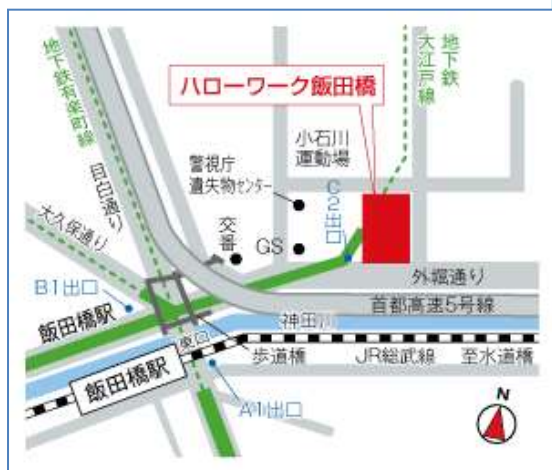 地下鉄有楽町線
目白通り
大久保通り
地下鉄
大江戸線
ハローワーク飯田橋
小石川
運動場
警視庁
遺失物センター
C2出口
交番
GS
B1出口
飯田橋駅
外堀通り
首都高速5号線
神田川
東口
飯田橋駅
歩道橋
JR総武線
至水道橋
A1出口
N